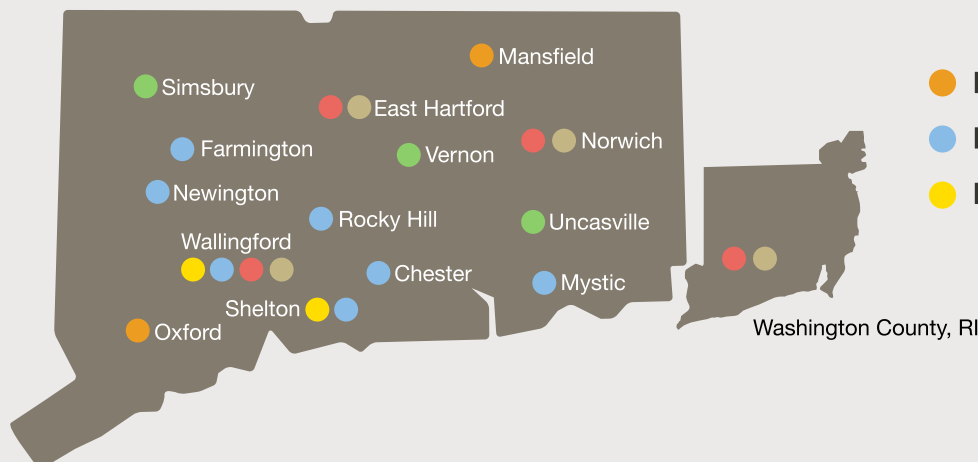 Mansfield
Simsbury
East Hartford
Norwich
Farmington
Vernon
Newington
Rocky Hill
Uncasville
Wallingford
Chester
Mystic
Shelton
Oxford
Washington County, RI